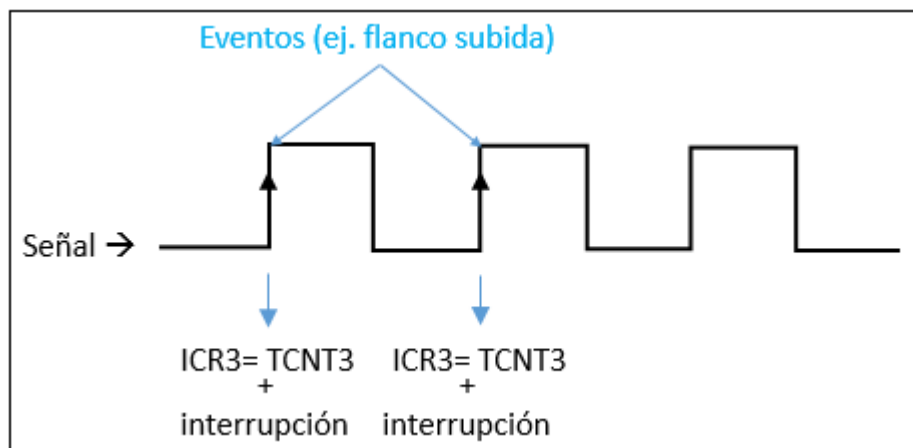 Eventos (ej. flanco subida)
Señal →
ICR3= TCNT3 ICR3= TCNT3
+ +
interrupción interrupción